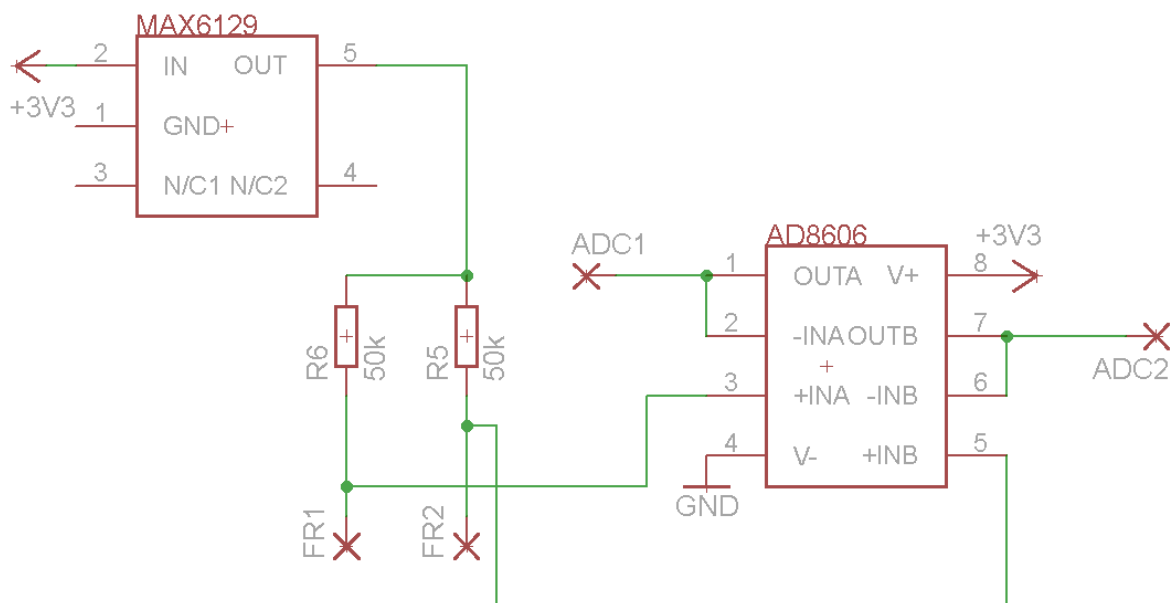 MAX6129
2 IN OUT 5
+3V3
1 GND
3 N/C1 N/C2 4
ADC1
AD8606
+3V3
1 OUTA V+ 8
2 -INA OUTB 7
3 +INA -INB 6
4 V- +INB 5
ADC2
GND
R6 50k
R5 50k
FR1
FR2